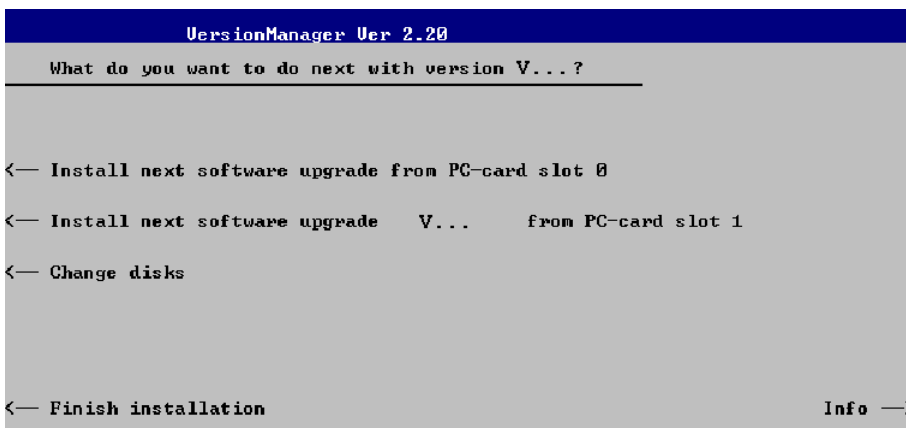 VersionManager Ver 2.20
What do you want to do next with version V...?
<— Install next software upgrade from PC-card slot 0
<— Install next software upgrade V... from PC-card slot 1
<— Change disks
<— Finish installation Info —